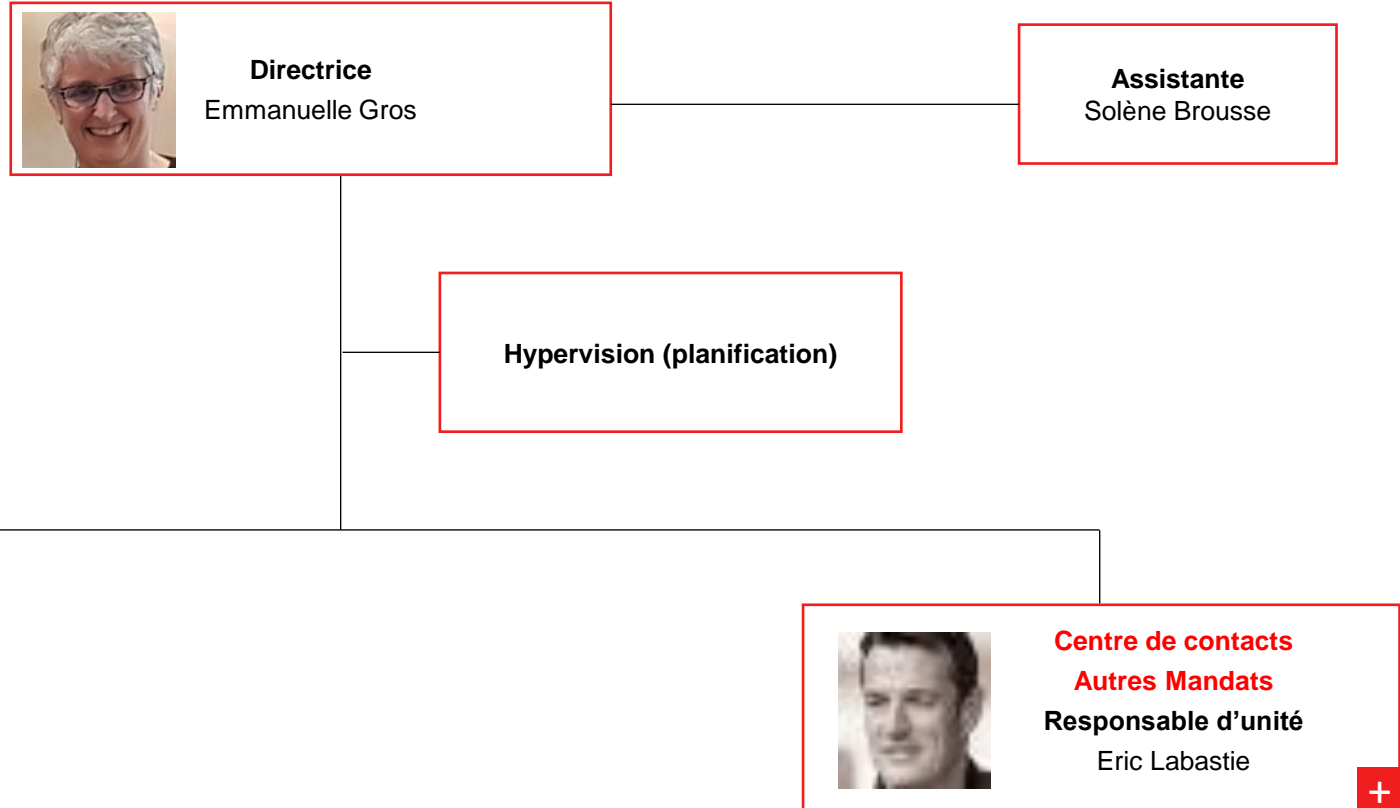 Directrice
Emmanuelle Gros
Assistante
Solène Brousse
Hypervision (planification)
Centre de contacts
Autres Mandats
Responsable d’unité
Eric Labastie
+